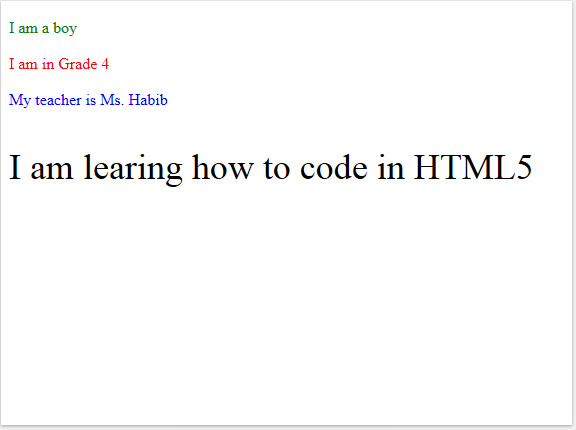 I am a boy
I am in Grade 4
My teacher is Ms. Habib
I am learing how to code in HTML5